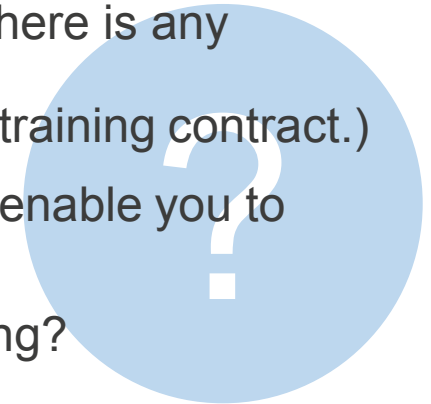 here is any
training contract.)
enable you to
ng?
?